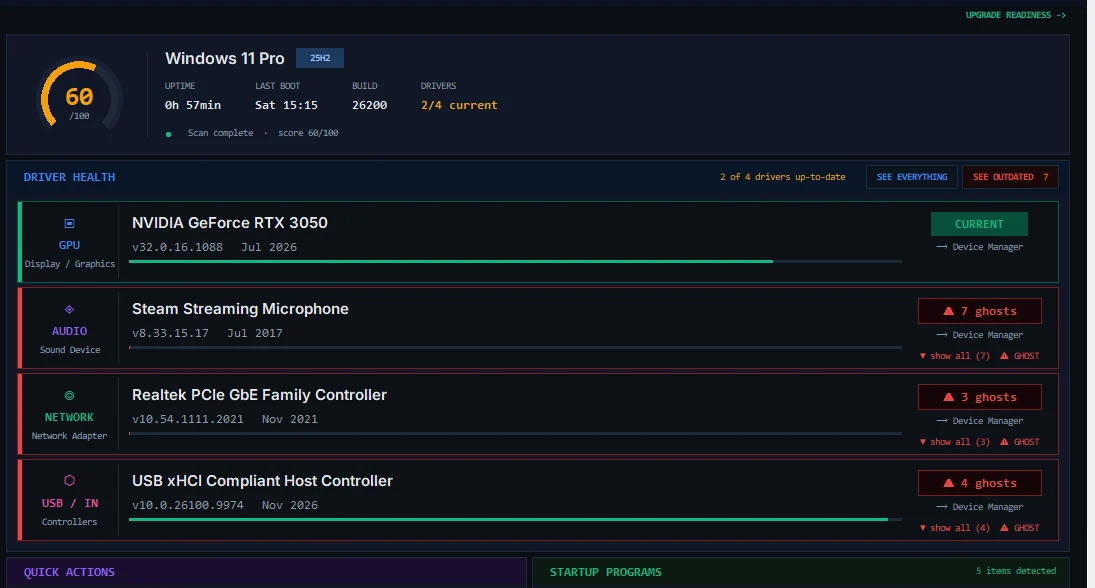 UPGRADE READINESS ->
60
/100
Windows 11 Pro 25H2
UPTIME LAST BOOT BUILD DRIVERS
0h 57min Sat 15:15 26200 2/4 current
Scan complete · score 60/100
DRIVER HEALTH 2 of 4 drivers up-to-date SEE EVERYTHING SEE OUTDATED 7
GPU
Display / Graphics
NVIDIA GeForce RTX 3050
v32.0.16.1088 Jul 2026
CURRENT
→ Device Manager
AUDIO
Sound Device
Steam Streaming Microphone
v8.33.15.17 Jul 2017
▲ 7 ghosts
→ Device Manager
▼ show all (7) ⚠ GHOST
NETWORK
Network Adapter
Realtek PCIe GbE Family Controller
v10.54.1111.2021 Nov 2021
▲ 3 ghosts
→ Device Manager
▼ show all (3) ⚠ GHOST
USB / IN
Controllers
USB xHCI Compliant Host Controller
v10.0.26100.9974 Nov 2026
▲ 4 ghosts
→ Device Manager
▼ show all (4) ⚠ GHOST
QUICK ACTIONS
STARTUP PROGRAMS 5 items detected